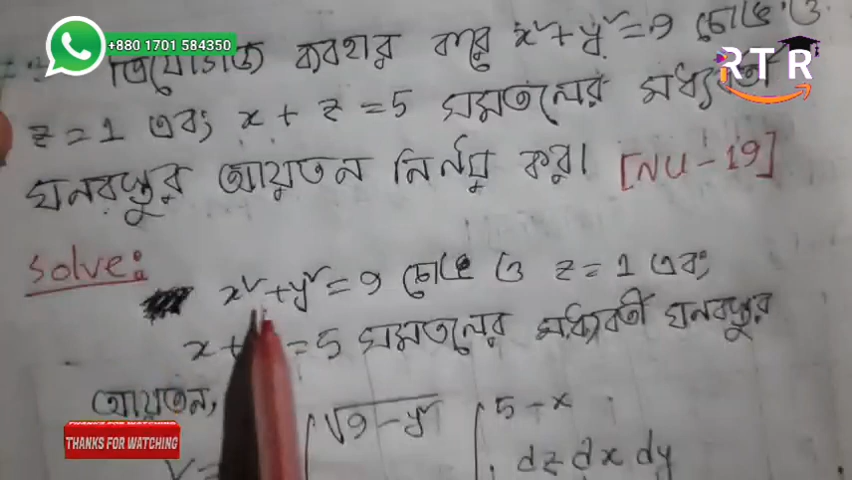 +880 1701 584350
RTR
ব্যবহার করে x²+y²=9 চোঙ ও
z=1 এবং x+z=5 সমতলের মধ্যবর্তী
ঘনবস্তুর আয়তন নির্ণয় কর। [NU-19]
Solve:
x²+y²=9 চোঙ ও z=1 এবং
x+ =5 সমতলের মধ্যবর্তী ঘনবস্তুর
আয়তন,
√9-y² ∫ 5-x
V= dz dx dy
THANKS FOR WATCHING